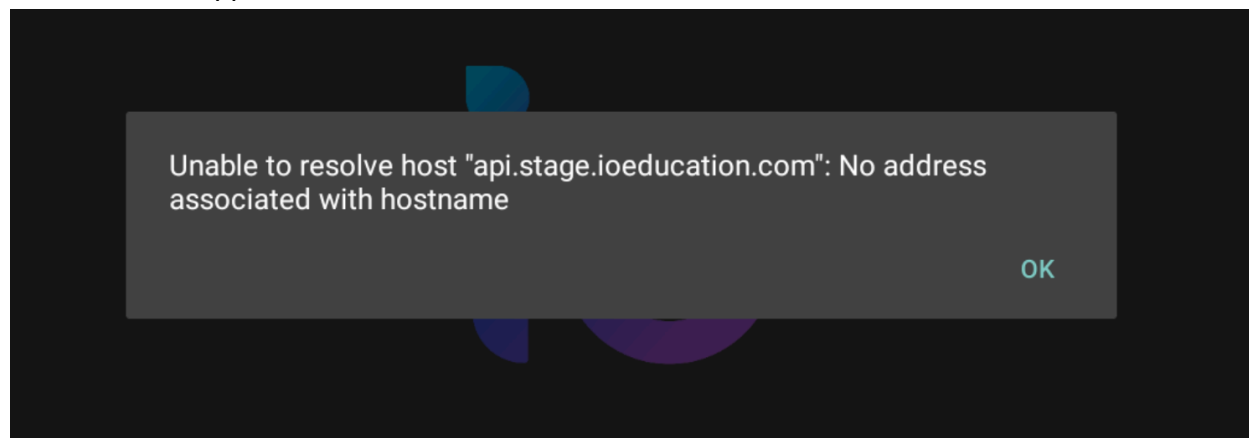 Unable to resolve host "api.stage.ioeducation.com": No address
associated with hostname
OK